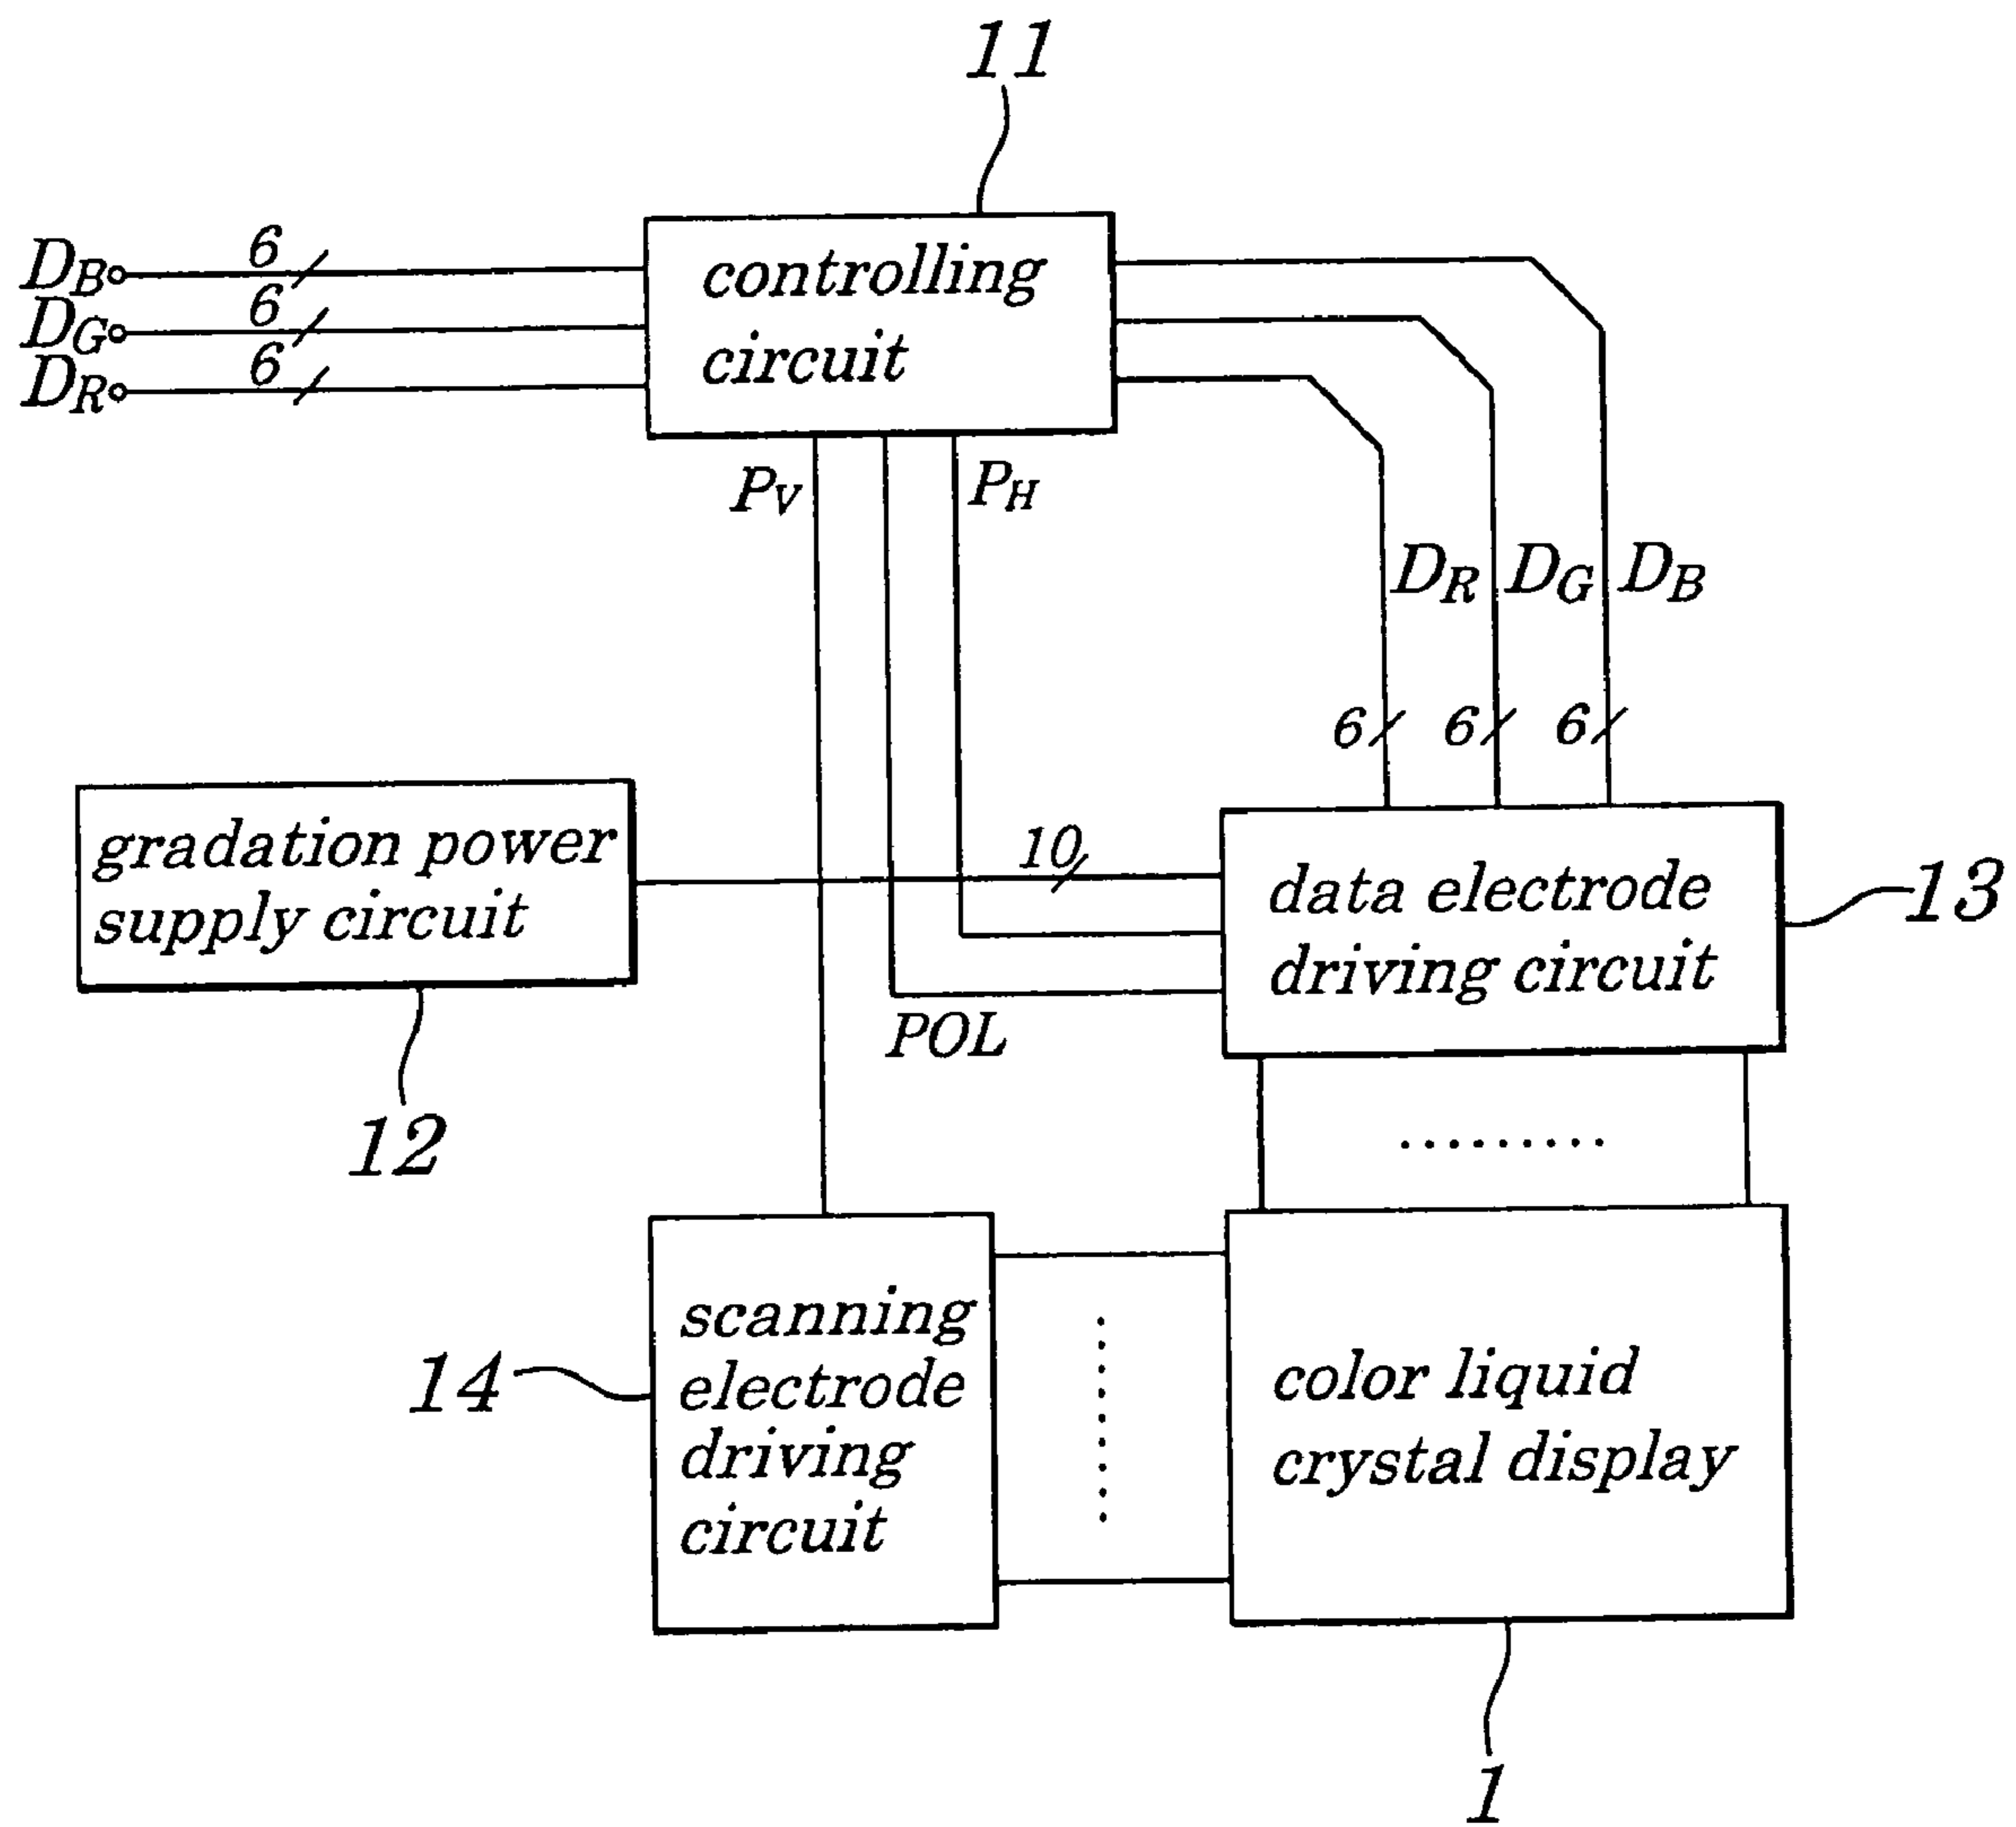 11
DB 6
DG 6
DR 6
controlling
circuit
PV
PH
DR DG DB
6 6 6
gradation power
supply circuit
10
data electrode
driving circuit
13
POL
12
scanning
electrode
driving
circuit
14
color liquid
crystal display
1